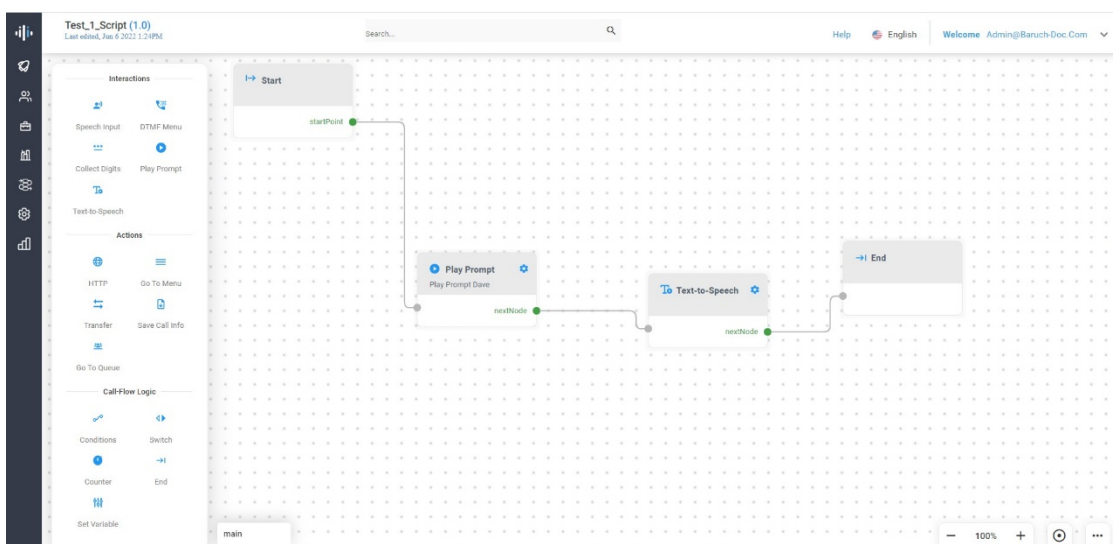 Test_1_Script (1.0)
Last edited, Jan 6 2022 1:24PM
Search...
Help
English
Welcome Admin@Baruch-Doc.Com
Interactions
Speech Input
DTMF Menu
Collect Digits
Play Prompt
Text-to-Speech
Actions
HTTP
Go To Menu
Transfer
Save Call Info
Go To Queue
Call-Flow Logic
Conditions
Switch
Counter
End
Set Variable
Start
startPoint
Play Prompt
Play Prompt Dave
nextNode
Text-to-Speech
nextNode
End
main
100%